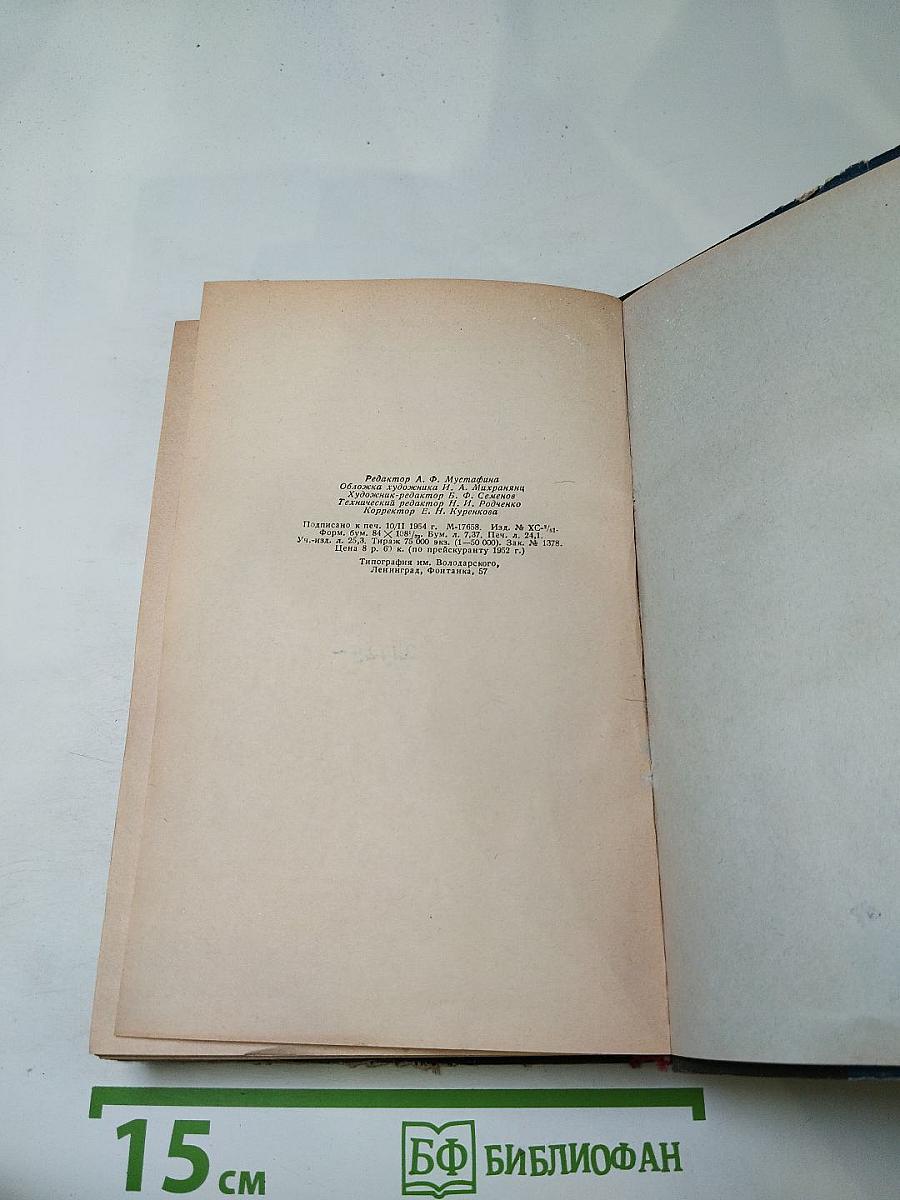 Редактор А. Ф. Мустафина
Обложка художника И. А. Михранянц
Художник-редактор Б. Ф. Семенов
Технический редактор Н. И. Родченко
Корректор Е. Н. Куренкова
Подписано к печ. 10/II 1954 г. М-17658. Изд. № ХС-
Форм. бум. 84 × 108¹/₃₂. Бум. л. 7,37. Печ. л. 24,1.
Уч.-изд. л. 25,3. Тираж 75 000 экз. (1—50 000). Зак. № 1378.
Цена 8 р. 60 к. (по прейскуранту 1952 г.)
Типография им. Володарского,
Ленинград, Фонтанка, 57
15 см
БФ БИБЛИОФАН